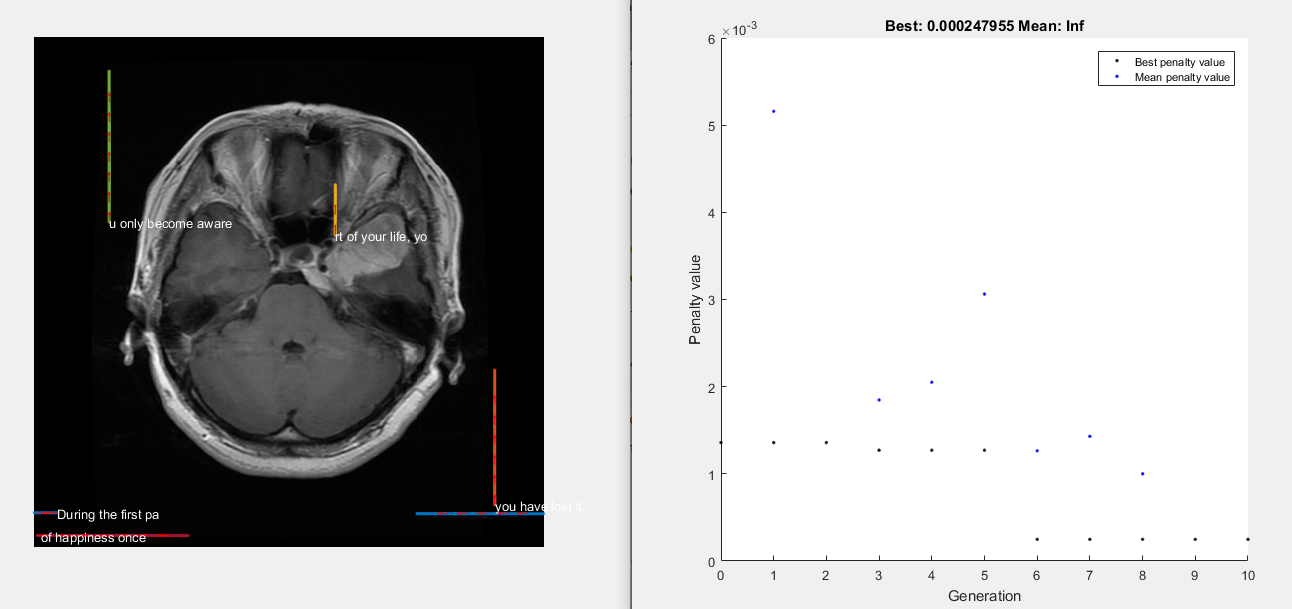 u only become aware
rt of your life, yo
you have lost it.
During the first pa
of happiness once
Best: 0.000247955 Mean: Inf
×10-3
Best penalty value
Mean penalty value
6
5
4
3
2
1
0
Penalty value
0 1 2 3 4 5 6 7 8 9 10
Generation